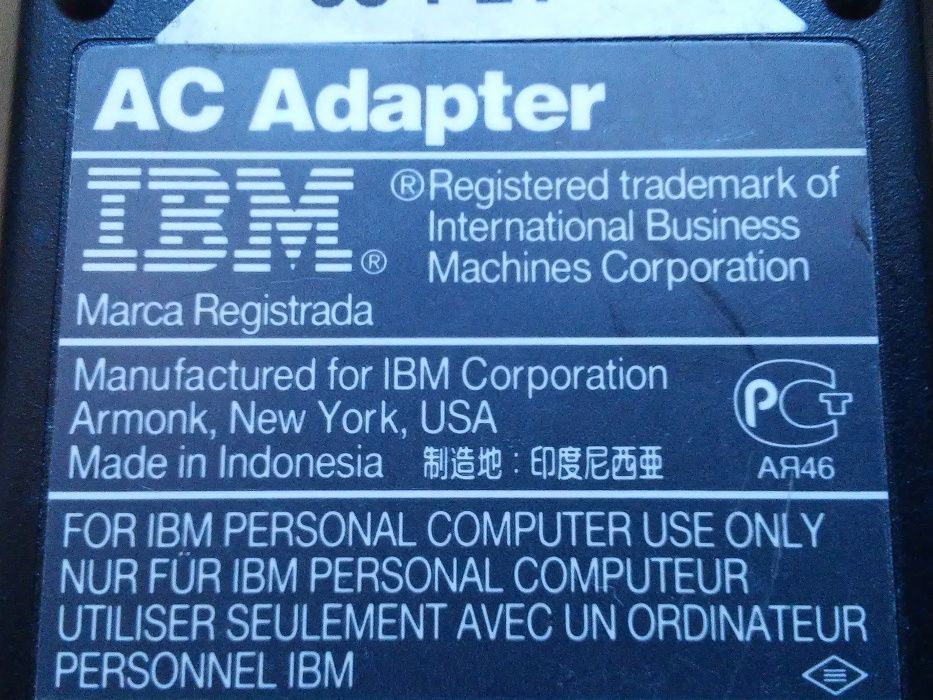 AC Adapter
IBM®
® Registered trademark of
International Business
Machines Corporation
Marca Registrada
Manufactured for IBM Corporation
Armonk, New York, USA
Made in Indonesia 制造地：印度尼西亜
PCT
АЯ46
FOR IBM PERSONAL COMPUTER USE ONLY
NUR FÜR IBM PERSONAL COMPUTEUR
UTILISER SEULEMENT AVEC UN ORDINATEUR
PERSONNEL IBM